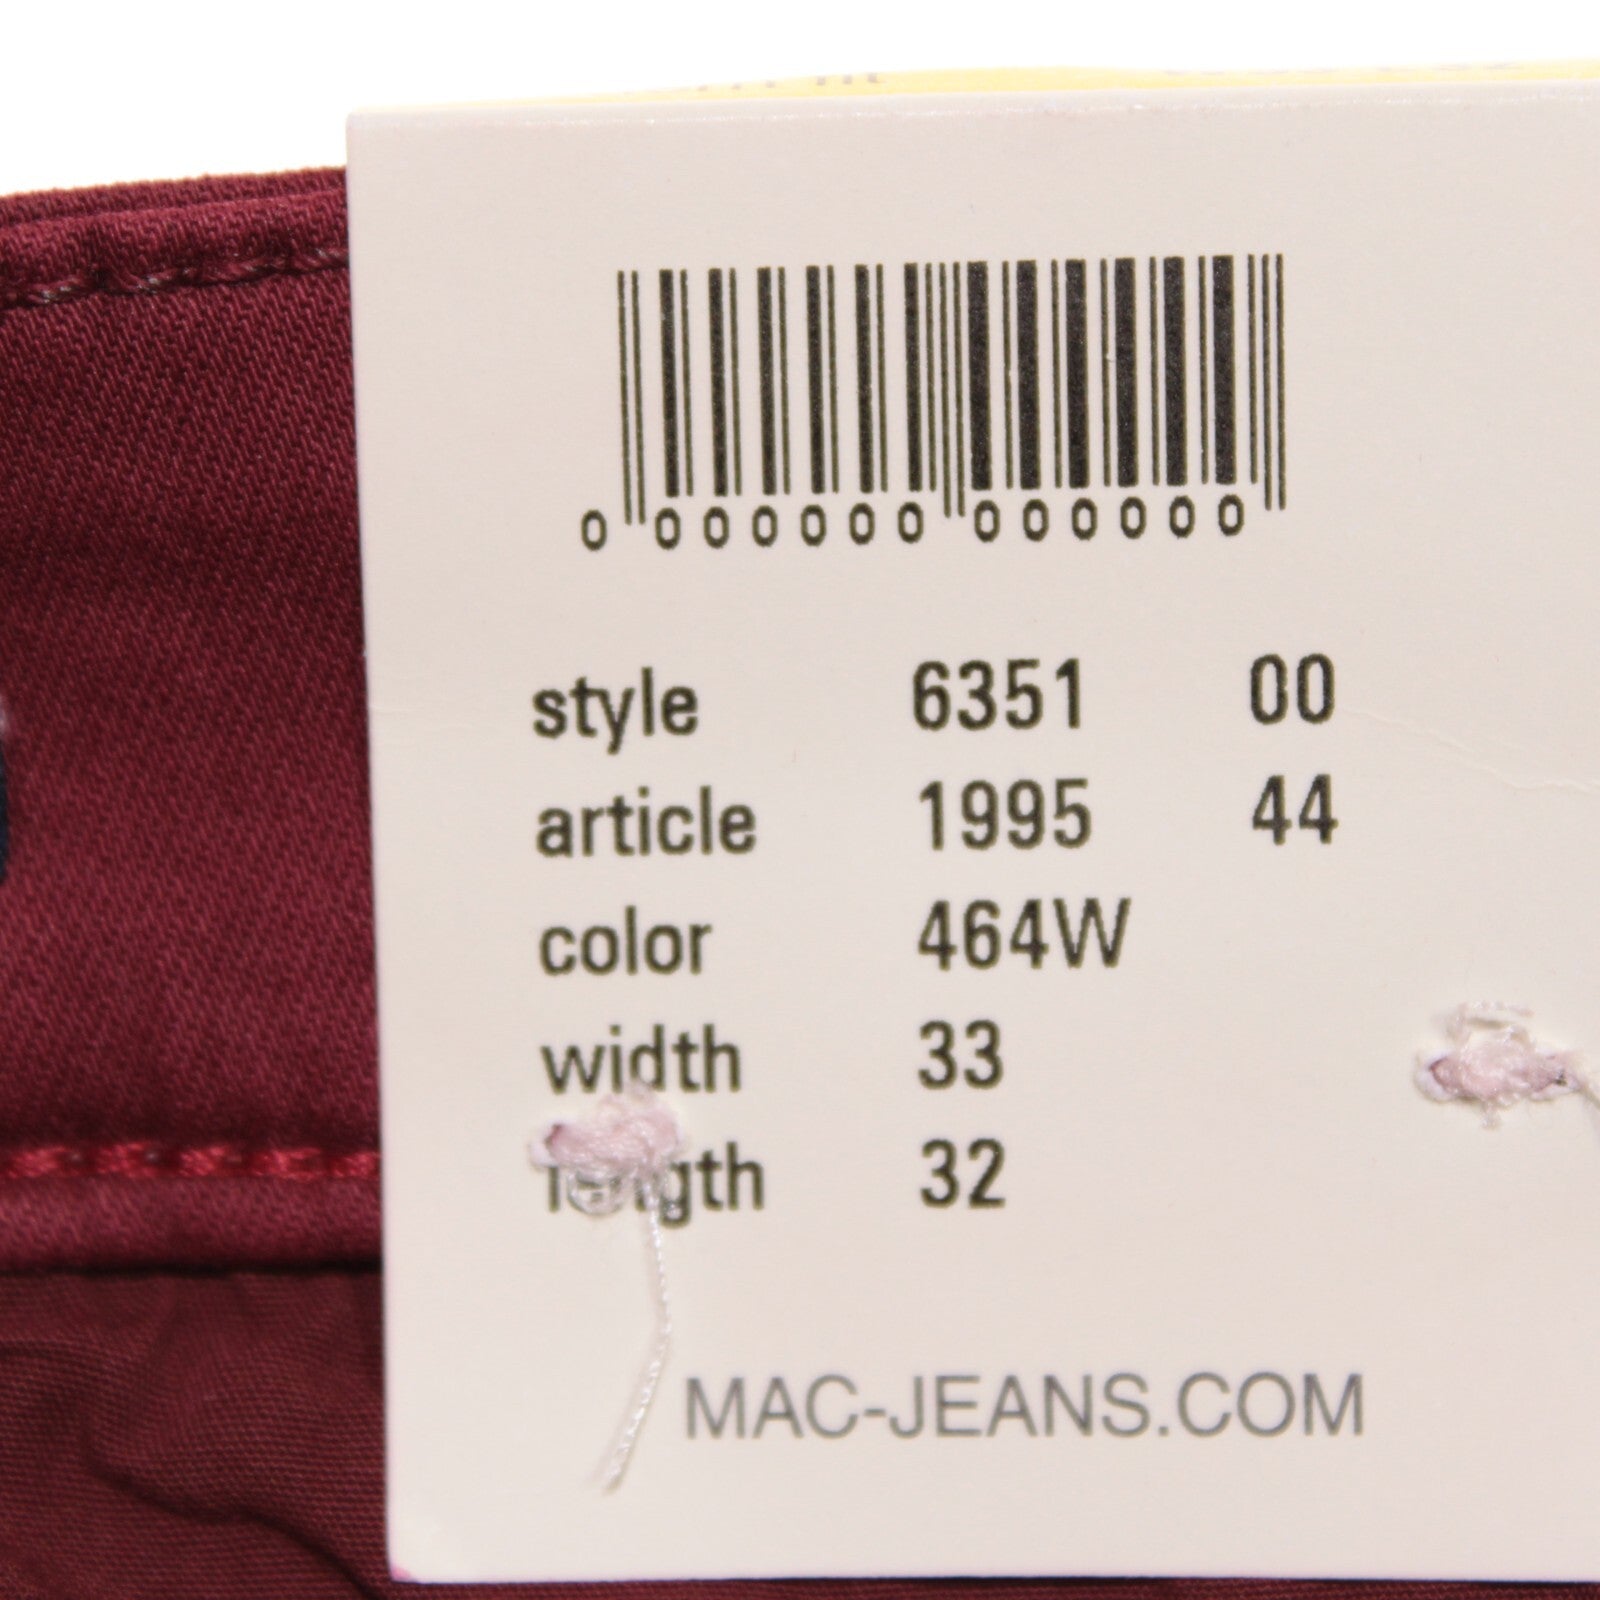 0 000000 000000
style 6351 00
article 1995 44
color 464W
width 33
length 32
MAC-JEANS.COM